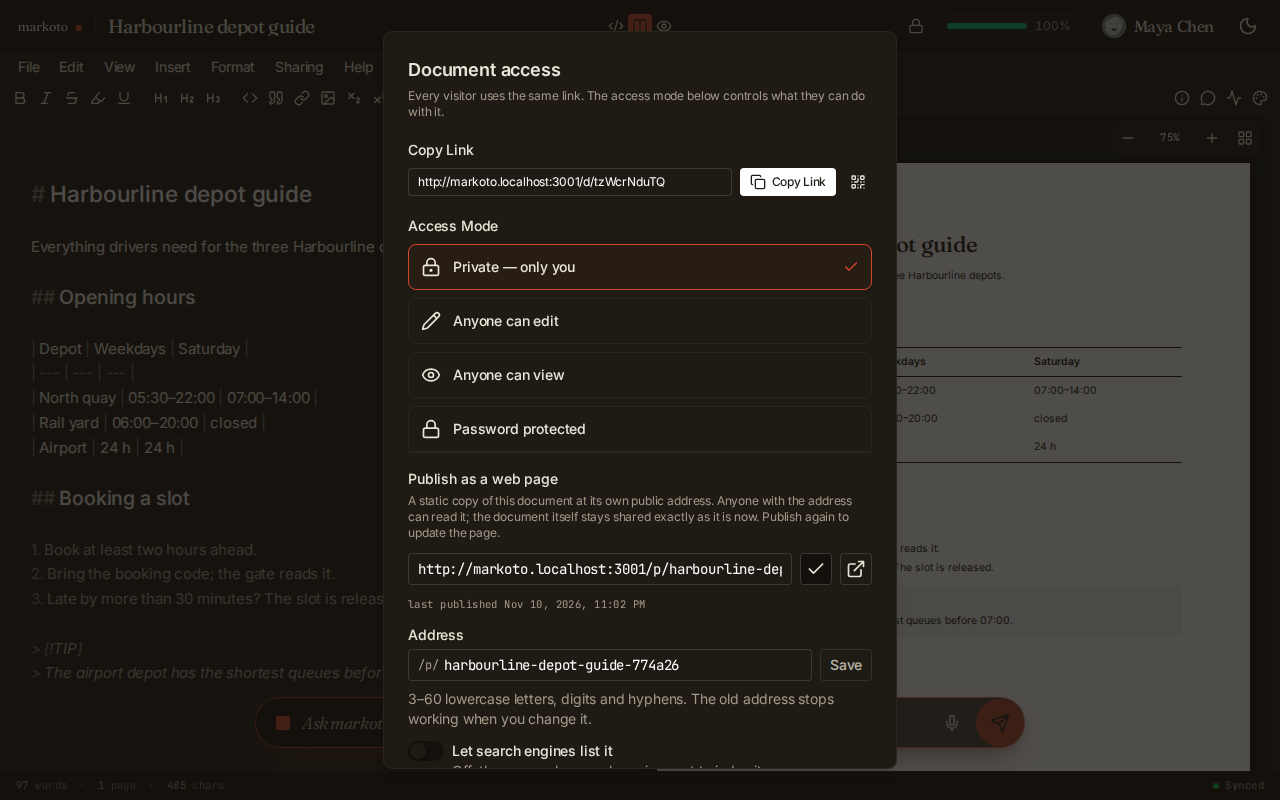 markoto
Harbourline depot guide
100%
Maya Chen
File Edit View Insert Format Sharing Help
H1 H2 H3
75%
# Harbourline depot guide
Everything drivers need for the three Harbourline
## Opening hours
| Depot | Weekdays | Saturday |
| --- | --- | --- |
| North quay | 05:30–22:00 | 07:00–14:00 |
| Rail yard | 06:00–20:00 | closed |
| Airport | 24 h | 24 h |
## Booking a slot
1. Book at least two hours ahead.
2. Bring the booking code; the gate reads it.
3. Late by more than 30 minutes? The slot is releas
> [!TIP]
> The airport depot has the shortest queues befor
Ask markot
Document access
Every visitor uses the same link. The access mode below controls what they can do
with it.
Copy Link
http://markoto.localhost:3001/d/tzWcrNduTQ
Copy Link
Access Mode
Private — only you
Anyone can edit
Anyone can view
Password protected
Publish as a web page
A static copy of this document at its own public address. Anyone with the address
can read it; the document itself stays shared exactly as it is now. Publish again to
update the page.
http://markoto.localhost:3001/p/harbourline-dep
last published Nov 10, 2026, 11:02 PM
Address
/p/ harbourline-depot-guide-774a26
Save
3–60 lowercase letters, digits and hyphens. The old address stops
working when you change it.
Let search engines list it
ot guide
ee Harbourline depots.
kdays Saturday
0–22:00 07:00–14:00
0–20:00 closed
24 h
reads it.
The slot is released.
st queues before 07:00.
97 words · 1 page · 485 chars
Synced